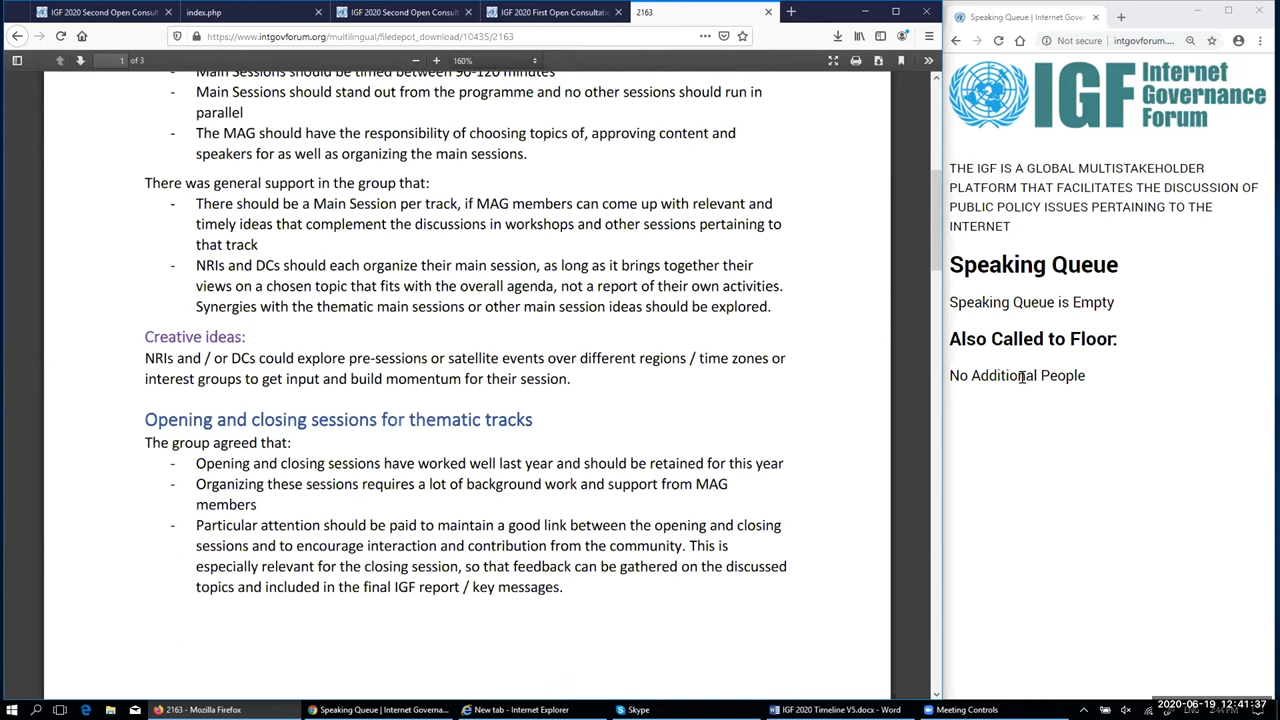 IGF 2020 Second Open Consult
index.php
IGF 2020 Second Open Consult
IGF 2020 First Open Consultatio
2163
https://www.intgovforum.org/multilingual/filedepot_download/10435/2163
1 of 3
160%
Main Sessions should be timed between 90-120 minutes
- Main Sessions should stand out from the programme and no other sessions should run in
parallel
- The MAG should have the responsibility of choosing topics of, approving content and
speakers for as well as organizing the main sessions.
There was general support in the group that:
- There should be a Main Session per track, if MAG members can come up with relevant and
timely ideas that complement the discussions in workshops and other sessions pertaining to
that track
- NRIs and DCs should each organize their main session, as long as it brings together their
views on a chosen topic that fits with the overall agenda, not a report of their own activities.
Synergies with the thematic main sessions or other main session ideas should be explored.
Creative ideas:
NRIs and / or DCs could explore pre-sessions or satellite events over different regions / time zones or
interest groups to get input and build momentum for their session.
Opening and closing sessions for thematic tracks
The group agreed that:
- Opening and closing sessions have worked well last year and should be retained for this year
- Organizing these sessions requires a lot of background work and support from MAG
members
- Particular attention should be paid to maintain a good link between the opening and closing
sessions and to encourage interaction and contribution from the community. This is
especially relevant for the closing session, so that feedback can be gathered on the discussed
topics and included in the final IGF report / key messages.
Speaking Queue | Internet Gover
Not secure
intgovforum....
IGF Internet
Governance
Forum
THE IGF IS A GLOBAL MULTISTAKEHOLDER
PLATFORM THAT FACILITATES THE DISCUSSION OF
PUBLIC POLICY ISSUES PERTAINING TO THE
INTERNET
Speaking Queue
Speaking Queue is Empty
Also Called to Floor:
No Additional People
2163 - Mozilla Firefox
Speaking Queue | Internet Governa...
New tab - Internet Explorer
Skype
IGF 2020 Timeline V5.docx - Word
Meeting Controls
2020-06-19 12:41:37